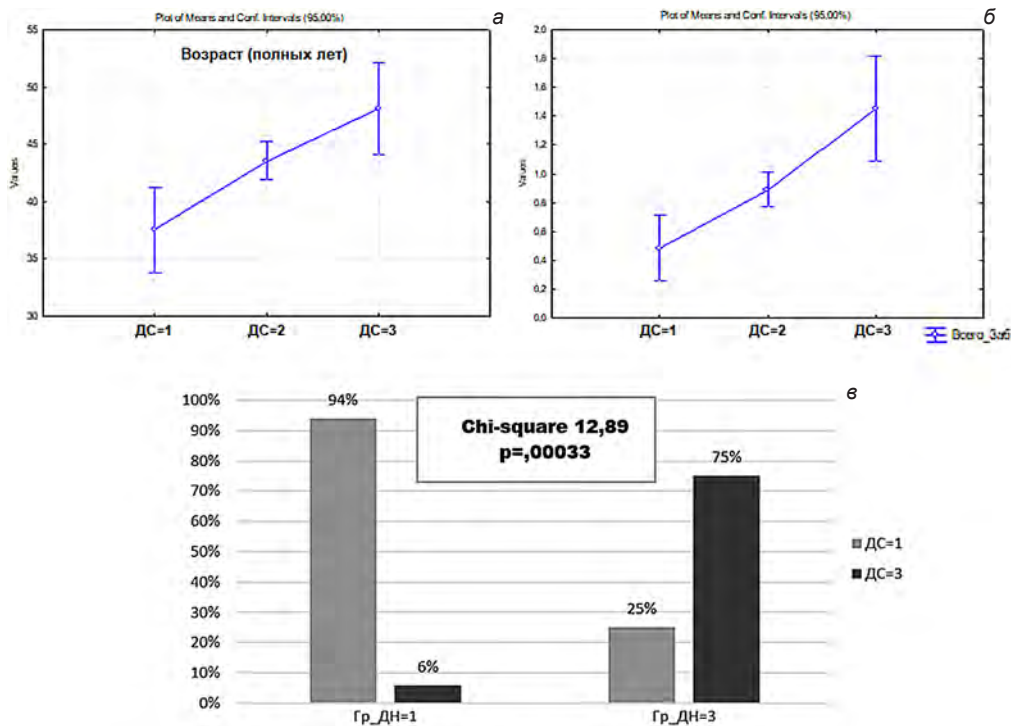 Plot of Means and Conf. Intervals (95,00%)
а
Возраст (полных лет)
Values
55
50
45
40
35
30
ДС=1
ДС=2
ДС=3
Plot of Means and Conf. Intervals (95,00%)
б
Values
2,0
1,8
1,6
1,4
1,2
1,0
0,8
0,6
0,4
0,2
0,0
ДС=1
ДС=2
ДС=3
Всего_Заб
в
100%
90%
80%
70%
60%
50%
40%
30%
20%
10%
0%
94%
6%
25%
75%
Chi-square 12,89
p=,00033
Гр_ДН=1
Гр_ДН=3
ДС=1
ДС=3